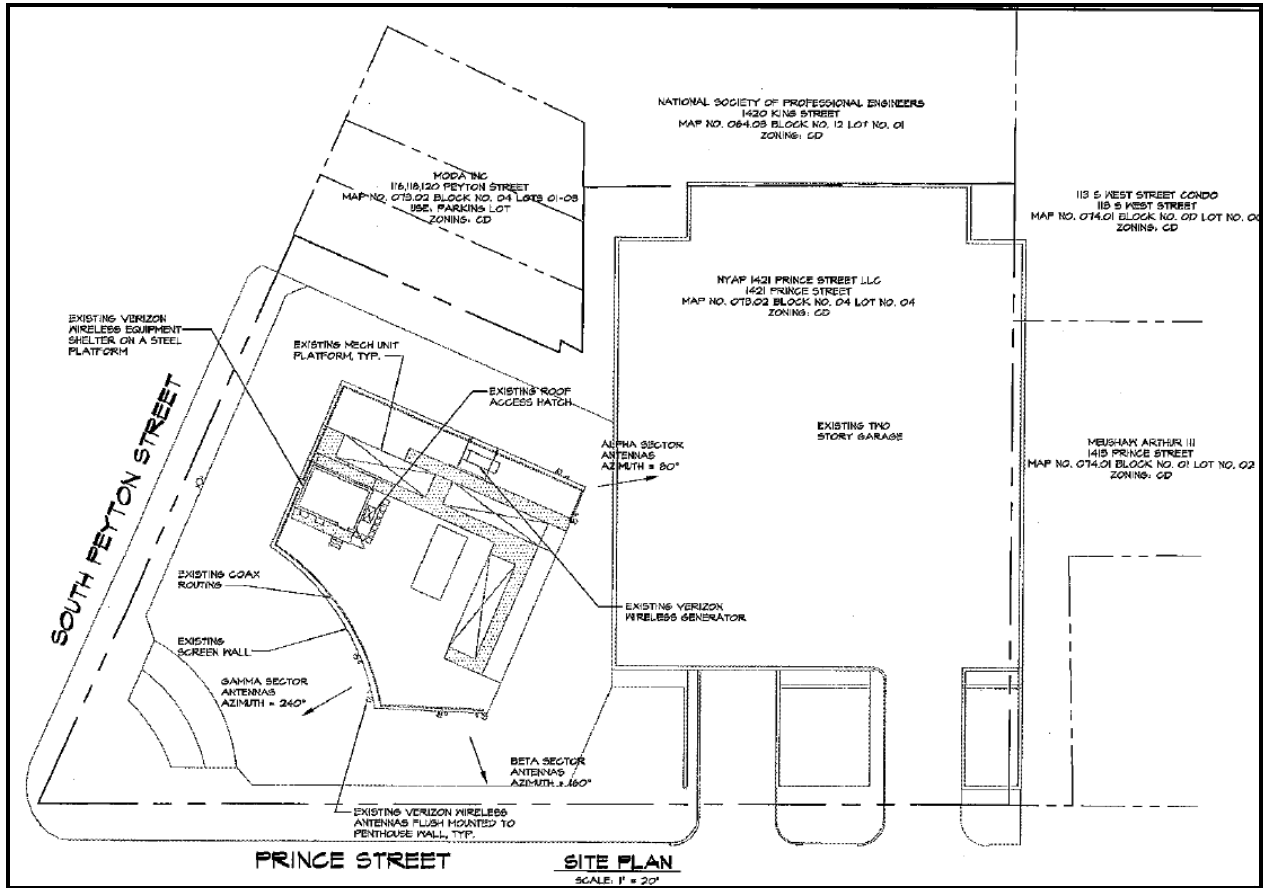 NATIONAL SOCIETY OF PROFESSIONAL ENGINEERS
1420 KING STREET
MAP NO. 064.03 BLOCK NO. 12 LOT NO. 01
ZONING: CD
MODA INC
116,118,120 PEYTON STREET
MAP NO. 073.02 BLOCK NO. 04 LOTS 01-03
USE: PARKING LOT
ZONING: CD
113 S WEST STREET CONDO
113 S WEST STREET
MAP NO. 074.01 BLOCK NO. 0D LOT NO.
ZONING: CD
NYAP 1421 PRINCE STREET LLC
1421 PRINCE STREET
MAP NO. 073.02 BLOCK NO. 04 LOT NO. 04
ZONING: CD
EXISTING VERIZON
WIRELESS EQUIPMENT
SHELTER ON A STEEL
PLATFORM
EXISTING MECH UNIT
PLATFORM, TYP.
EXISTING ROOF
ACCESS HATCH
EXISTING TWO
STORY GARAGE
ALPHA SECTOR
ANTENNAS
AZIMUTH = 80°
MEUSHAW ARTHUR III
1415 PRINCE STREET
MAP NO. 074.01 BLOCK NO. 01 LOT NO. 02
ZONING: CD
SOUTH PEYTON STREET
EXISTING COAX
ROUTING
EXISTING VERIZON
WIRELESS GENERATOR
EXISTING
SCREEN WALL
GAMMA SECTOR
ANTENNAS
AZIMUTH = 240°
BETA SECTOR
ANTENNAS
AZIMUTH = 160°
EXISTING VERIZON WIRELESS
ANTENNAS FLUSH MOUNTED TO
PENTHOUSE WALL, TYP.
PRINCE STREET
SITE PLAN
SCALE: 1" = 20'